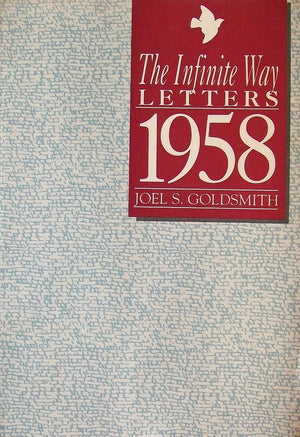 The Infinite Way
LETTERS
1958
JOEL S. GOLDSMITH